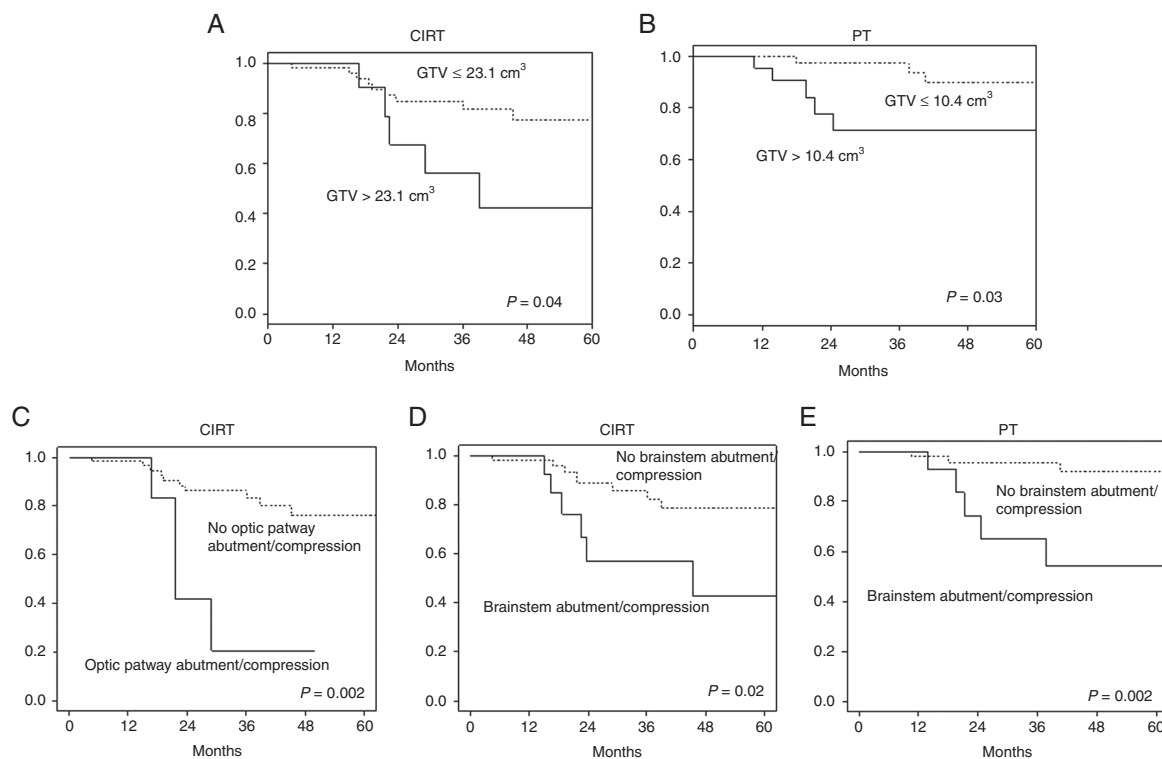 A
CIRT
1.0
0.8
0.6
0.4
0.2
0.0
GTV ≤ 23.1 cm³
GTV > 23.1 cm³
P = 0.04
0 12 24 36 48 60
Months
B
PT
1.0
0.8
0.6
0.4
0.2
0.0
GTV ≤ 10.4 cm³
GTV > 10.4 cm³
P = 0.03
0 12 24 36 48 60
Months
C
CIRT
1.0
0.8
0.6
0.4
0.2
0.0
No optic patway
abutment/compression
Optic patway abutment/compression
P = 0.002
0 12 24 36 48 60
Months
D
CIRT
1.0
0.8
0.6
0.4
0.2
0.0
No brainstem abutment/
compression
Brainstem abutment/compression
P = 0.02
0 12 24 36 48 60
Months
E
PT
1.0
0.8
0.6
0.4
0.2
0.0
No brainstem abutment/
compression
Brainstem abutment/compression
P = 0.002
0 12 24 36 48 60
Months